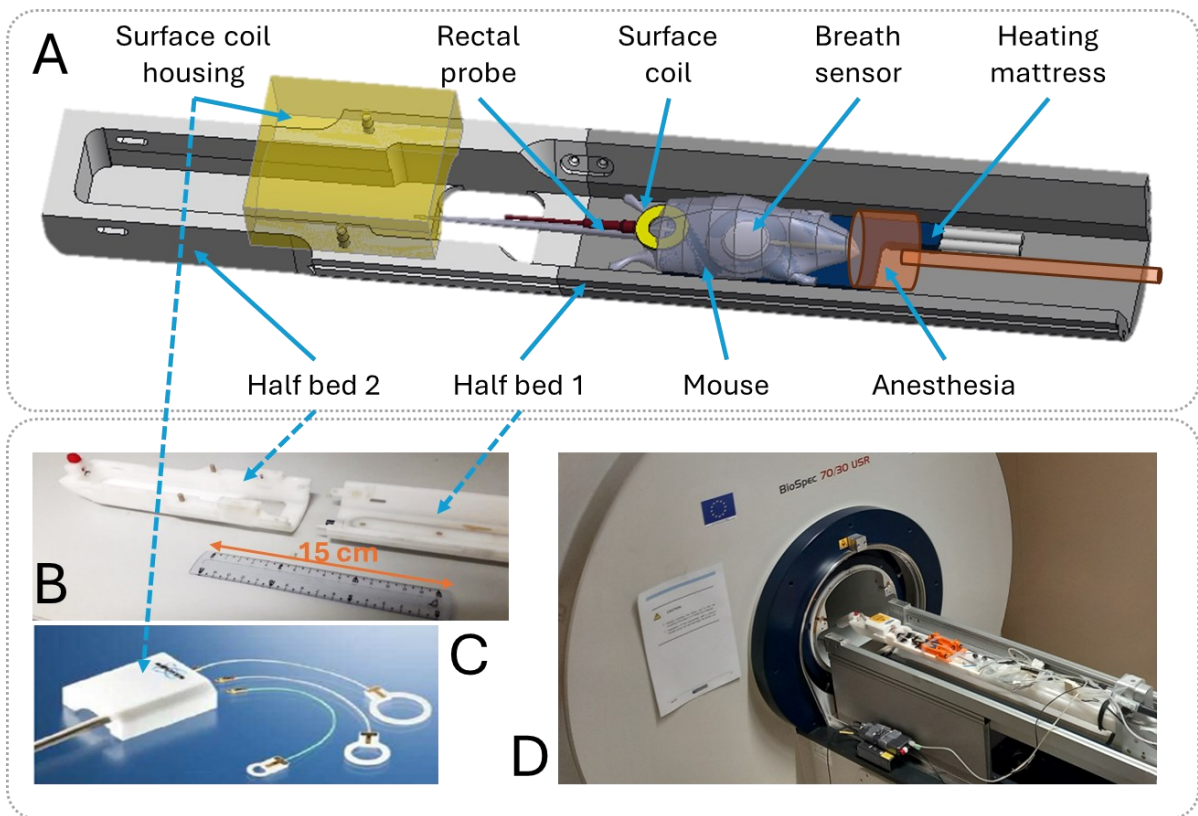 A
Surface coil
housing
Rectal
probe
Surface
coil
Breath
sensor
Heating
mattress
Half bed 2
Half bed 1
Mouse
Anesthesia
B
15 cm
C
D
BioSpec 70/30 USR
CAUTION